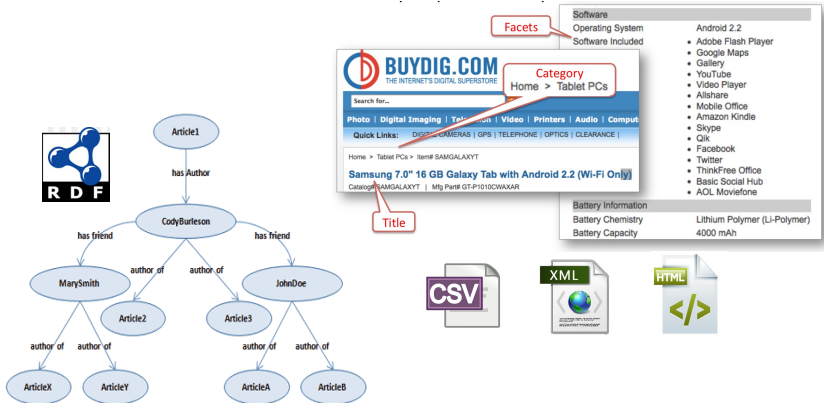 Article1
has Author
CodyBurleson
has friend
has friend
author of
author of
MarySmith
JohnDoe
Article2
Article3
author of
author of
author of
author of
ArticleX
ArticleY
ArticleA
ArticleB
RDF
BUYDIG.COM
THE INTERNET'S DIGITAL SUPERSTORE
Category
Home > Tablet PCs
Search for...
Photo | Digital Imaging | Television | Video | Printers | Audio | Comput
Quick Links: DIGITAL CAMERAS | GPS | TELEPHONE | OPTICS | CLEARANCE |
Home > Tablet PCs > Item# SAMGALAXYT
Samsung 7.0" 16 GB Galaxy Tab with Android 2.2 (Wi-Fi Only)
Catalog# SAMGALAXYT | Mfg Part# GT-P1010CWAXAR
Title
Facets
Software
Operating System Android 2.2
Software Included • Adobe Flash Player
• Google Maps
• Gallery
• YouTube
• Video Player
• Allshare
• Mobile Office
• Amazon Kindle
• Skype
• Qik
• Facebook
• Twitter
• ThinkFree Office
• Basic Social Hub
• AOL Moviefone
Battery Information
Battery Chemistry Lithium Polymer (Li-Polymer)
Battery Capacity 4000 mAh
CSV
XML
HTML
</>